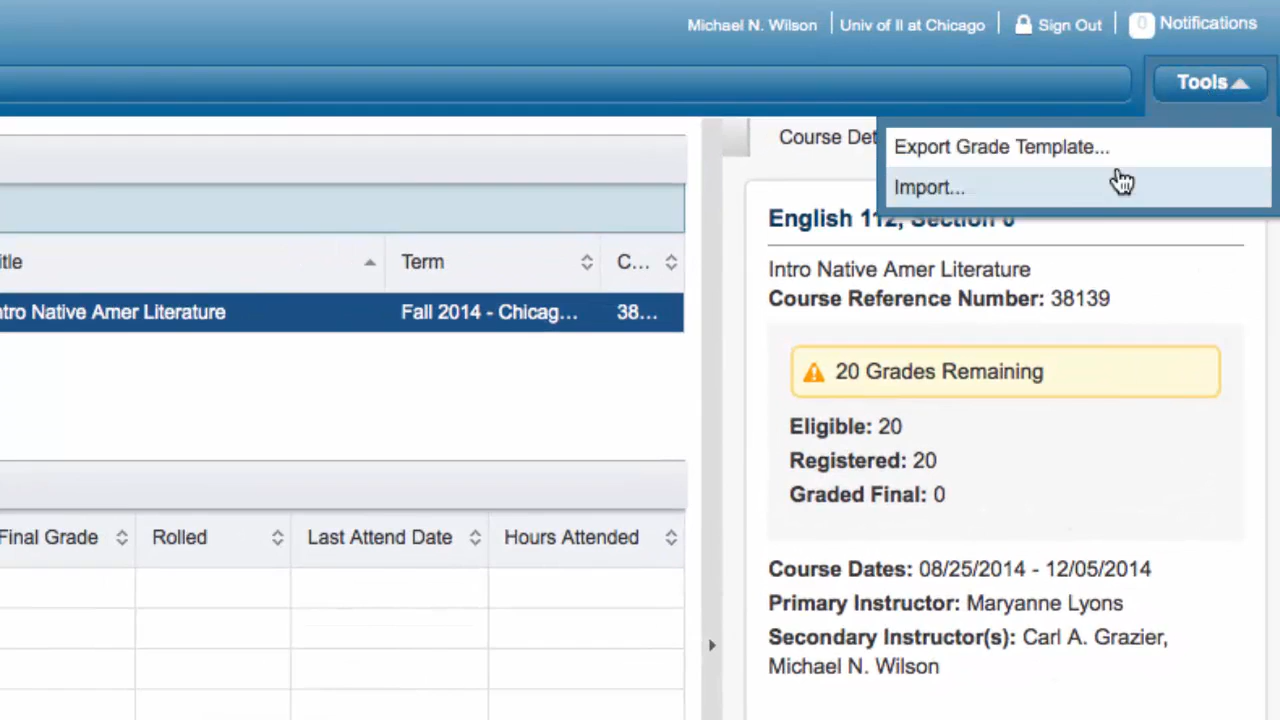 Michael N. Wilson
Univ of Il at Chicago
Sign Out
0
Notifications
Tools
Export Grade Template...
Import...
Course Det
English 112, Section 0
Intro Native Amer Literature
Course Reference Number: 38139
20 Grades Remaining
Eligible: 20
Registered: 20
Graded Final: 0
Course Dates: 08/25/2014 - 12/05/2014
Primary Instructor: Maryanne Lyons
Secondary Instructor(s): Carl A. Grazier,
Michael N. Wilson
itle
Term
C...
ntro Native Amer Literature
Fall 2014 - Chicag...
38...
Final Grade
Rolled
Last Attend Date
Hours Attended